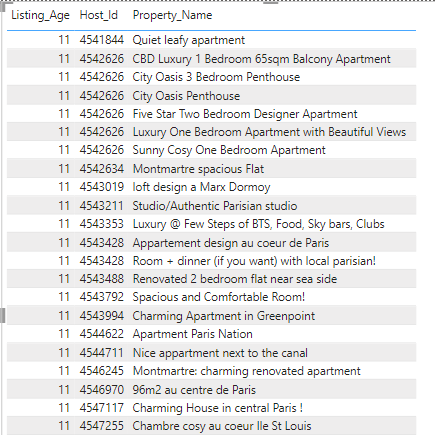 Listing_Age Host_Id Property_Name
11 4541844 Quiet leafy apartment
11 4542626 CBD Luxury 1 Bedroom 65sqm Balcony Apartment
11 4542626 City Oasis 3 Bedroom Penthouse
11 4542626 City Oasis Penthouse
11 4542626 Five Star Two Bedroom Designer Apartment
11 4542626 Luxury One Bedroom Apartment with Beautiful Views
11 4542626 Sunny Cosy One Bedroom Apartment
11 4542634 Montmartre spacious Flat
11 4543019 loft design a Marx Dormoy
11 4543211 Studio/Authentic Parisian studio
11 4543353 Luxury @ Few Steps of BTS, Food, Sky bars, Clubs
11 4543428 Appartement design au coeur de Paris
11 4543428 Room + dinner (if you want) with local parisian!
11 4543488 Renovated 2 bedroom flat near sea side
11 4543792 Spacious and Comfortable Room!
11 4543994 Charming Apartment in Greenpoint
11 4544622 Apartment Paris Nation
11 4544711 Nice appartment next to the canal
11 4546245 Montmartre: charming renovated apartment
11 4546970 96m2 au centre de Paris
11 4547117 Charming House in central Paris !
11 4547255 Chambre cosy au coeur Ile St Louis